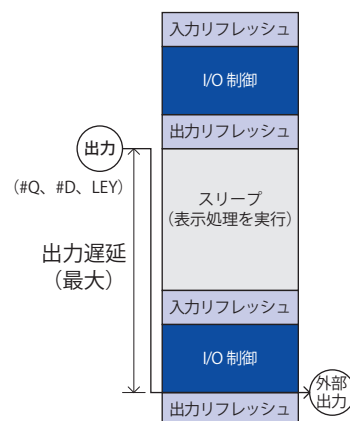 入力リフレッシュ
I/O 制御
出力リフレッシュ
出力
(#Q、#D、LEY)
スリープ
(表示処理を実行)
出力遅延
(最大)
入力リフレッシュ
I/O 制御
外部
出力
出力リフレッシュ